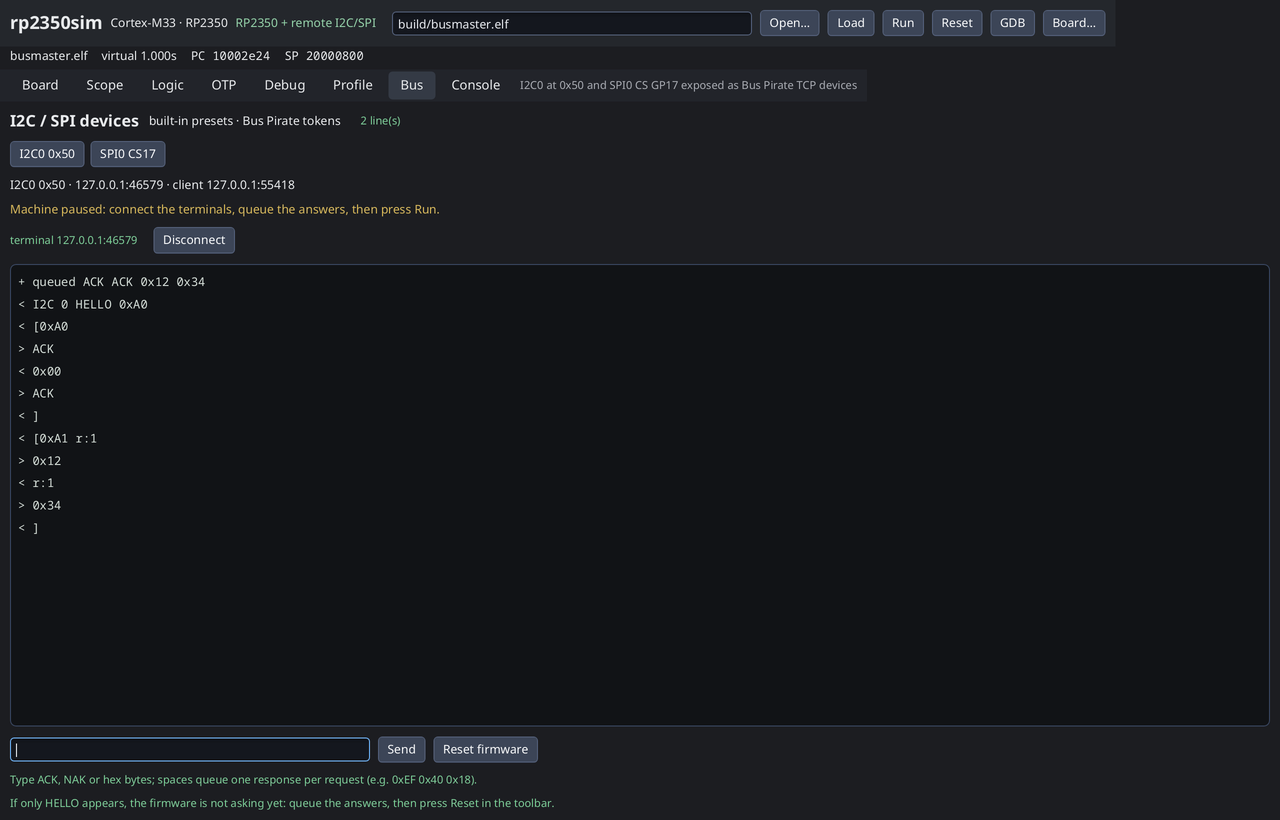 rp2350sim Cortex-M33 · RP2350 RP2350 + remote I2C/SPI build/busmaster.elf Open... Load Run Reset GDB Board...
busmaster.elf virtual 1.000s PC 10002e24 SP 20000800
Board Scope Logic OTP Debug Profile Bus Console I2C0 at 0x50 and SPI0 CS GP17 exposed as Bus Pirate TCP devices
I2C / SPI devices built-in presets · Bus Pirate tokens 2 line(s)
I2C0 0x50 SPI0 CS17
I2C0 0x50 · 127.0.0.1:46579 · client 127.0.0.1:55418
Machine paused: connect the terminals, queue the answers, then press Run.
terminal 127.0.0.1:46579 Disconnect
+ queued ACK ACK 0x12 0x34
< I2C 0 HELLO 0xA0
< [0xA0
> ACK
< 0x00
> ACK
< ]
< [0xA1 r:1
> 0x12
< r:1
> 0x34
< ]
Send Reset firmware
Type ACK, NAK or hex bytes; spaces queue one response per request (e.g. 0xEF 0x40 0x18).
If only HELLO appears, the firmware is not asking yet: queue the answers, then press Reset in the toolbar.